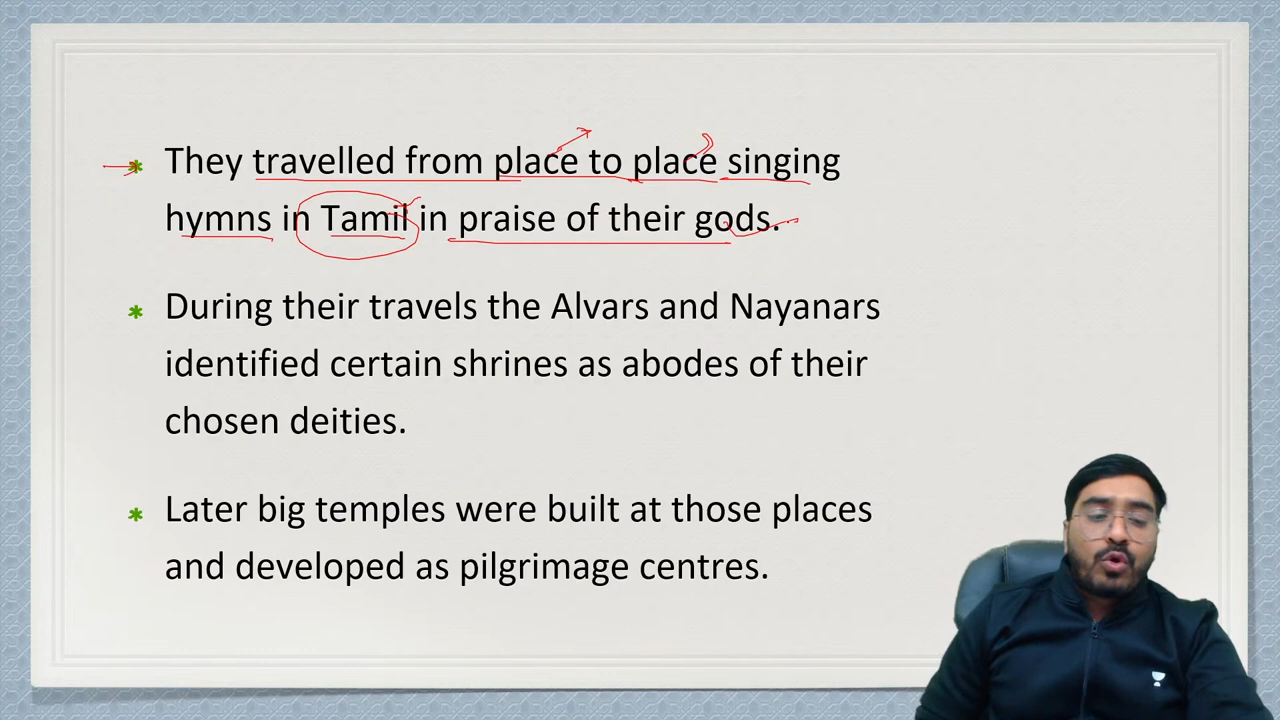 They travelled from place to place singing
hymns in Tamil in praise of their gods.
During their travels the Alvars and Nayanars
identified certain shrines as abodes of their
chosen deities.
Later big temples were built at those places
and developed as pilgrimage centres.